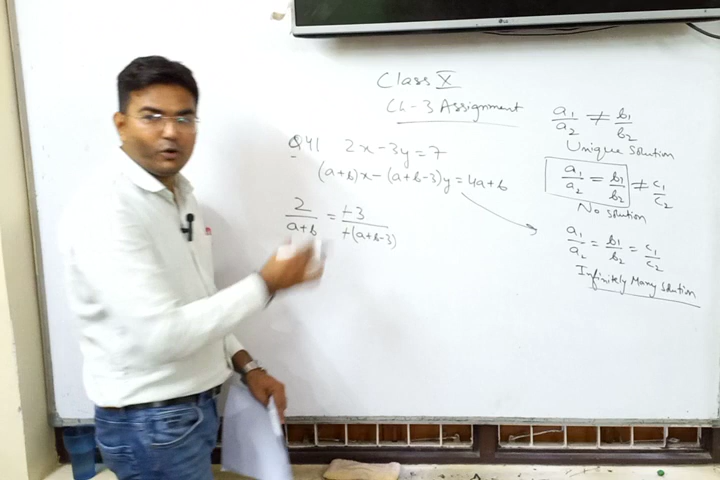 Class X
Ch-3 Assignment
Q41 2x-3y=7
(a+b)x-(a+b-3)y=4a+b
2/a+b = -3/-(a+b-3)
a₁/a₂ ≠ b₁/b₂
Unique Solution
a₁/a₂ = b₁/b₂ ≠ c₁/c₂
No Solution
a₁/a₂ = b₁/b₂ = c₁/c₂
Infinitely Many Solution